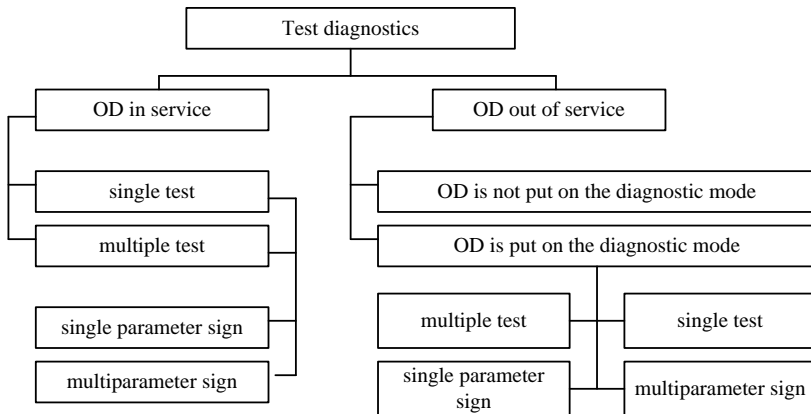 Test diagnostics
OD in service
OD out of service
single test
OD is not put on the diagnostic mode
multiple test
OD is put on the diagnostic mode
single parameter sign
multiple test
single test
multiparameter sign
single parameter
sign
multiparameter sign